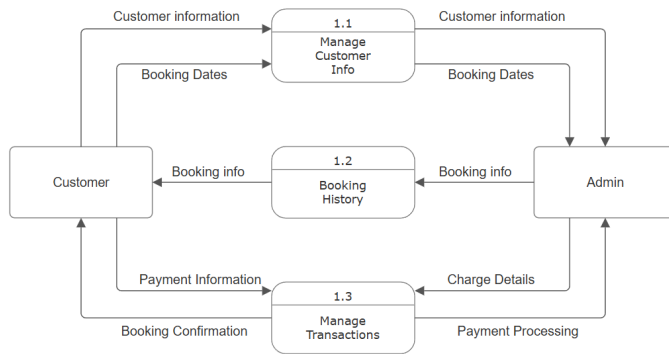 Customer information
1.1
Customer information
Manage
Customer
Info
Booking Dates
Booking Dates
Customer
Booking info
1.2
Booking info
Admin
Booking
History
Payment Information
1.3
Charge Details
Manage
Transactions
Booking Confirmation
Payment Processing